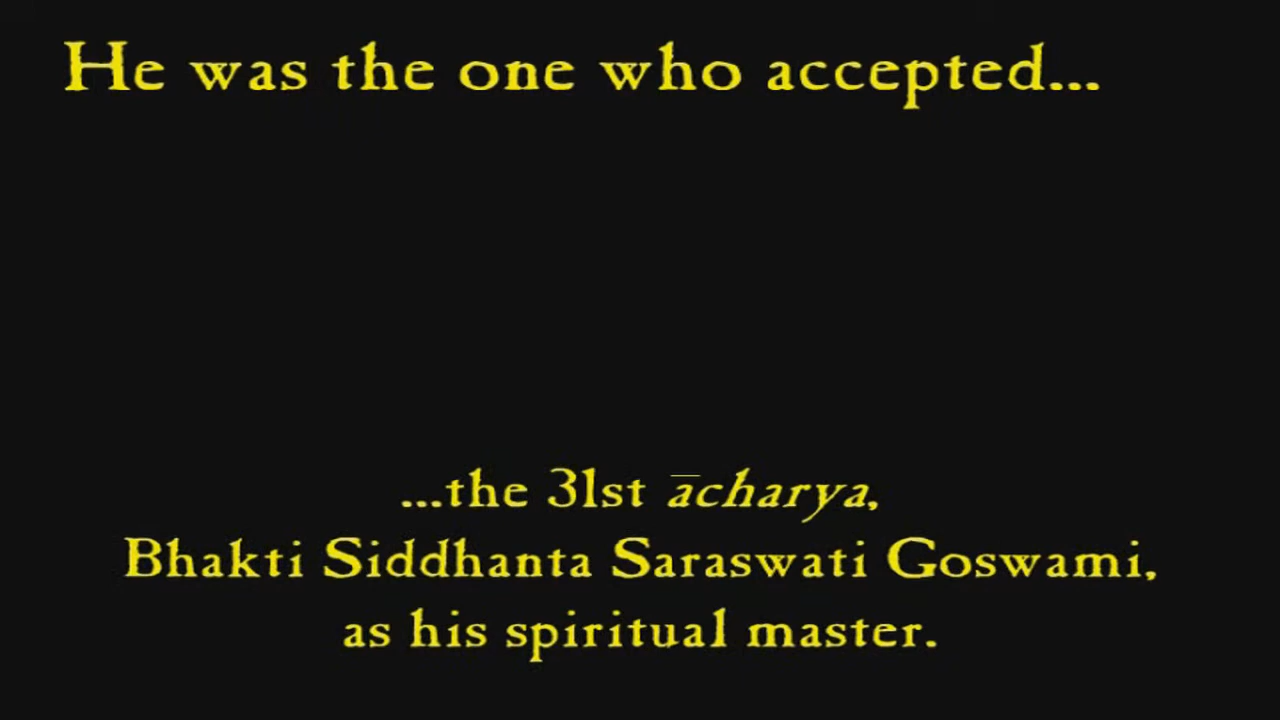 He was the one who accepted...
...the 31st ācharya,
Bhakti Siddhanta Saraswati Goswami,
as his spiritual master.